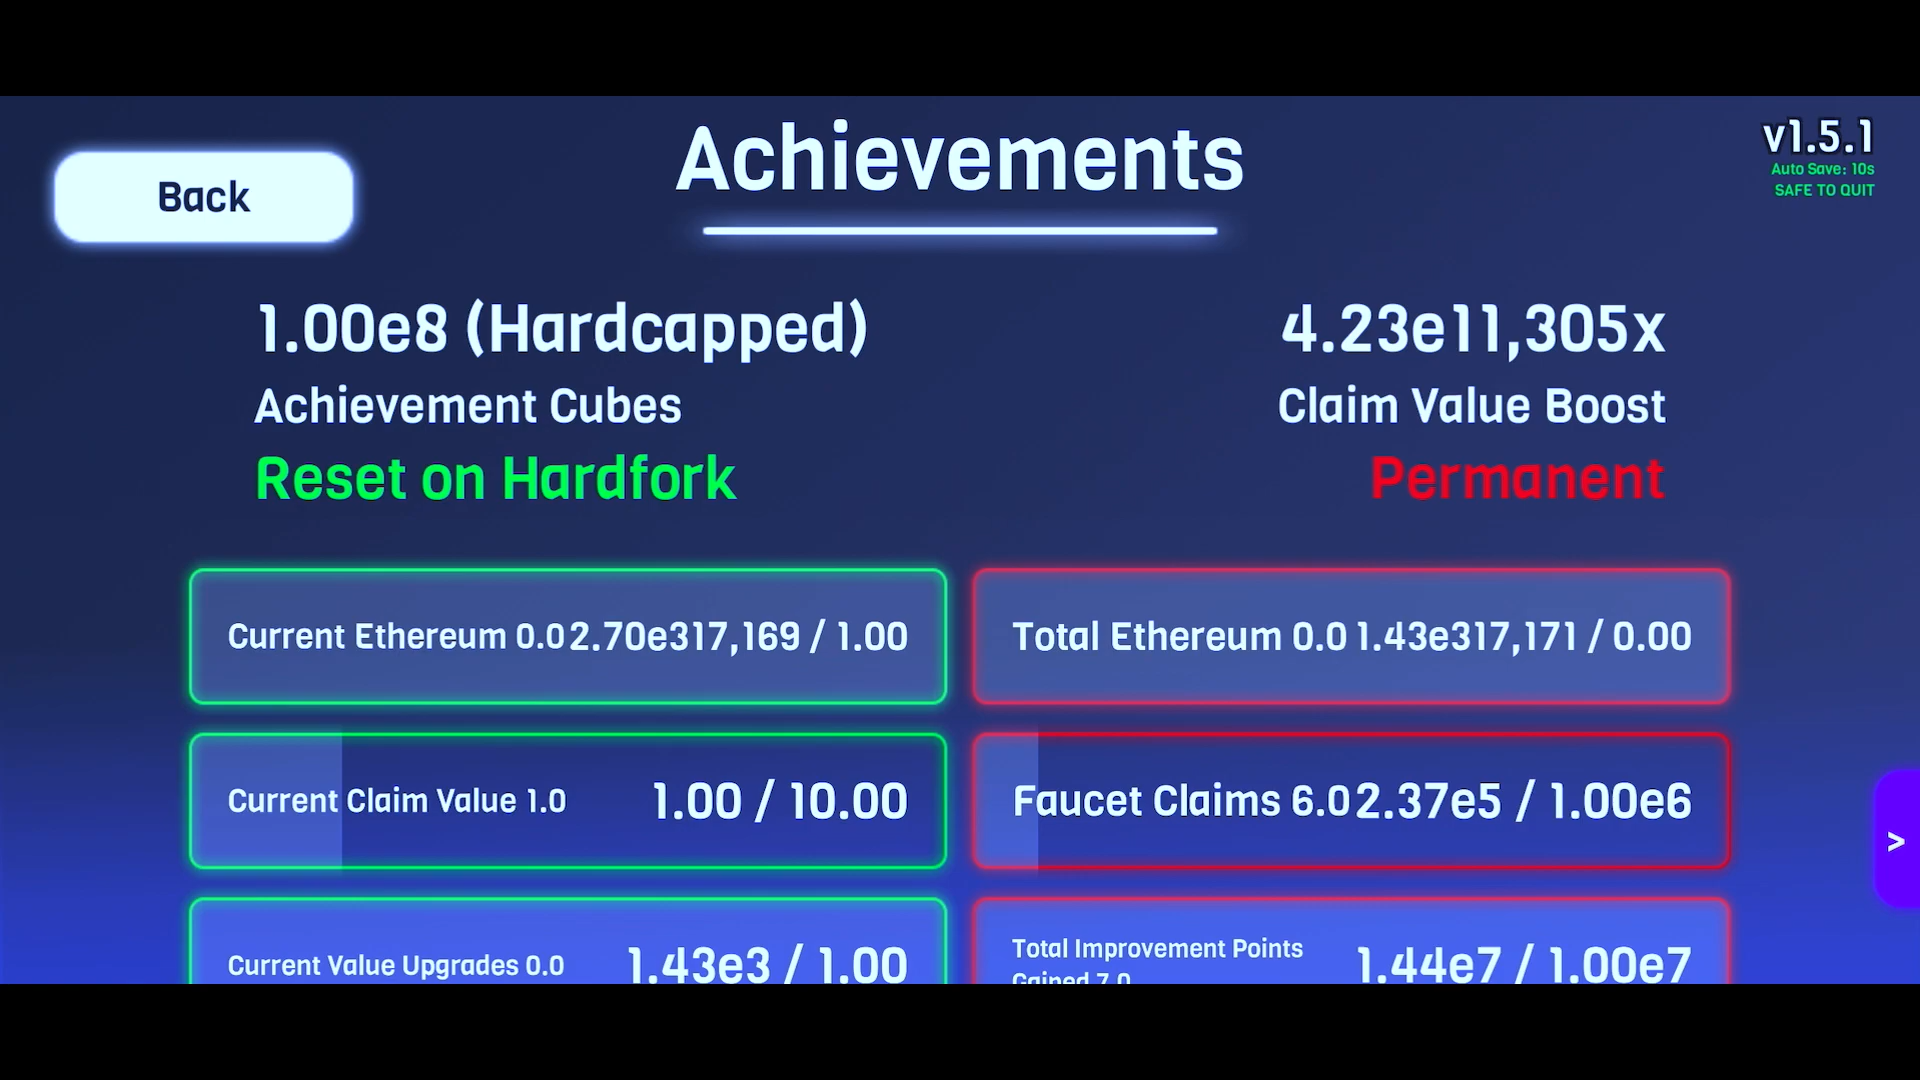 Achievements
Back
v1.5.1
Auto Save: 10s
SAFE TO QUIT
1.00e8 (Hardcapped)
Achievement Cubes
Reset on Hardfork
4.23e11,305x
Claim Value Boost
Permanent
Current Ethereum 0.0 2.70e317,169 / 1.00
Total Ethereum 0.0 1.43e317,171 / 0.00
Current Claim Value 1.0 1.00 / 10.00
Faucet Claims 6.0 2.37e5 / 1.00e6
>
Current Value Upgrades 0.0 1.43e3 / 1.00
Total Improvement Points
Gained 7.0
1.44e7 / 1.00e7